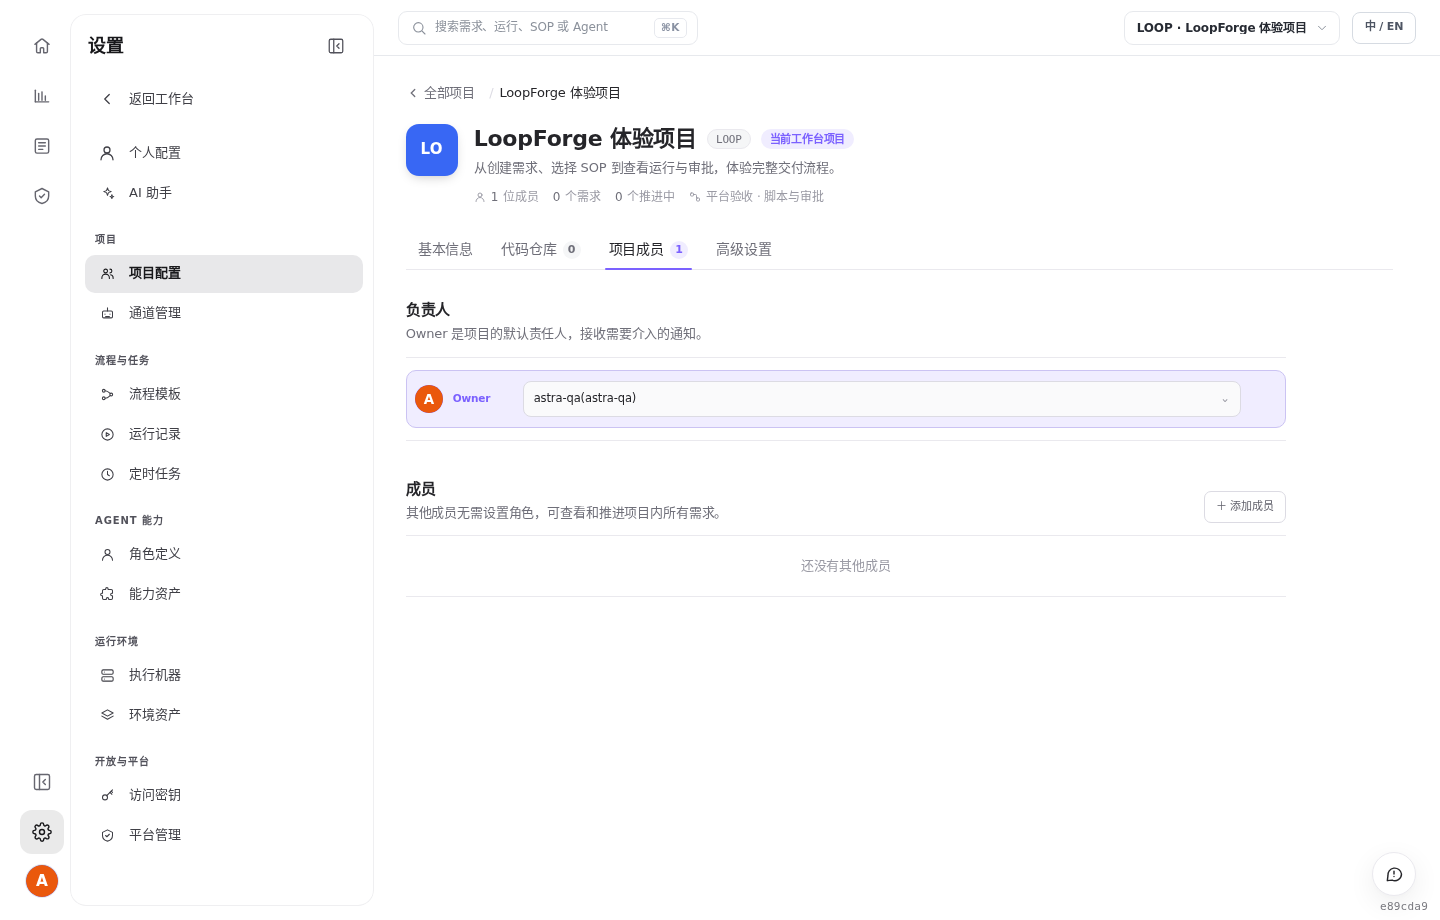 设置
返回工作台
个人配置
AI 助手
项目
项目配置
通道管理
流程与任务
流程模板
运行记录
定时任务
AGENT 能力
角色定义
能力资产
运行环境
执行机器
环境资产
开放与平台
访问密钥
平台管理
A
搜索需求、运行、SOP 或 Agent
⌘K
LOOP · LoopForge 体验项目
中 / EN
全部项目 / LoopForge 体验项目
LO
LoopForge 体验项目 LOOP 当前工作台项目
从创建需求、选择 SOP 到查看运行与审批，体验完整交付流程。
1 位成员 0 个需求 0 个推进中 平台验收 · 脚本与审批
基本信息 代码仓库 0 项目成员 1 高级设置
负责人
Owner 是项目的默认责任人，接收需要介入的通知。
A Owner astra-qa(astra-qa)
成员
其他成员无需设置角色，可查看和推进项目内所有需求。
+ 添加成员
还没有其他成员
e89cda9